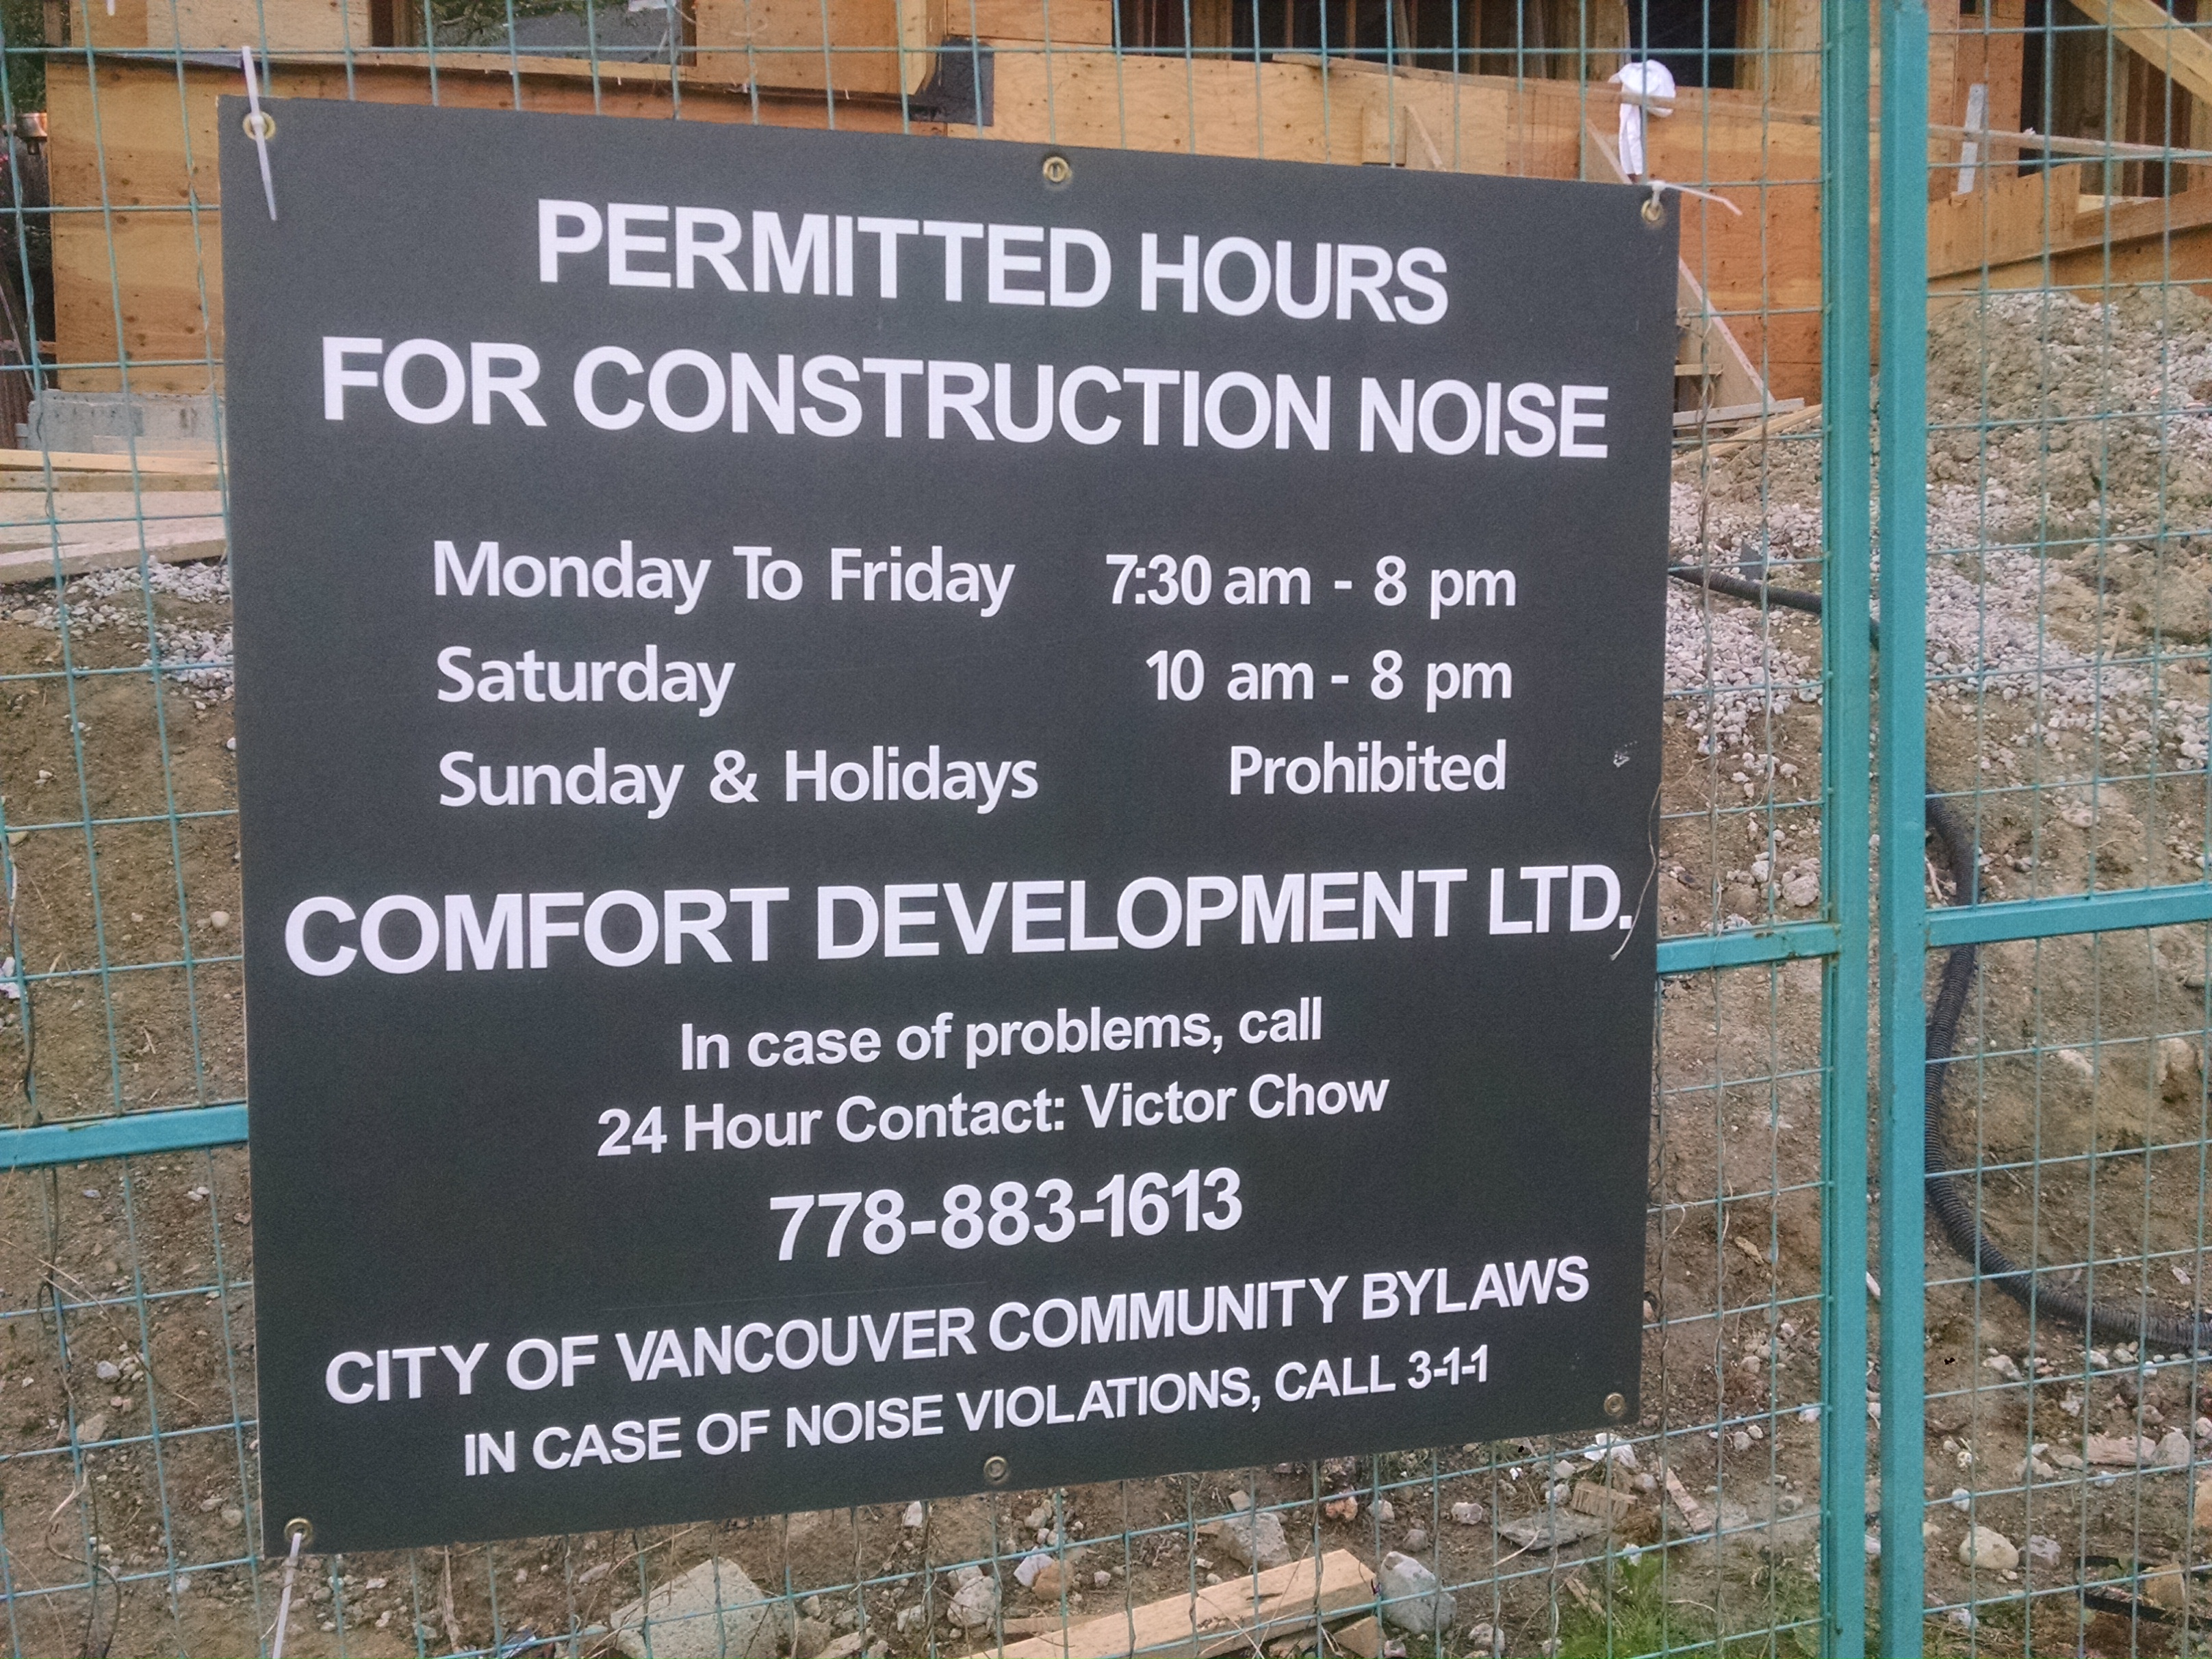 PERMITTED HOURS
FOR CONSTRUCTION NOISE
Monday To Friday 7:30 am - 8 pm
Saturday 10 am - 8 pm
Sunday & Holidays Prohibited
COMFORT DEVELOPMENT LTD.
In case of problems, call
24 Hour Contact: Victor Chow
778-883-1613
CITY OF VANCOUVER COMMUNITY BYLAWS
IN CASE OF NOISE VIOLATIONS, CALL 3-1-1